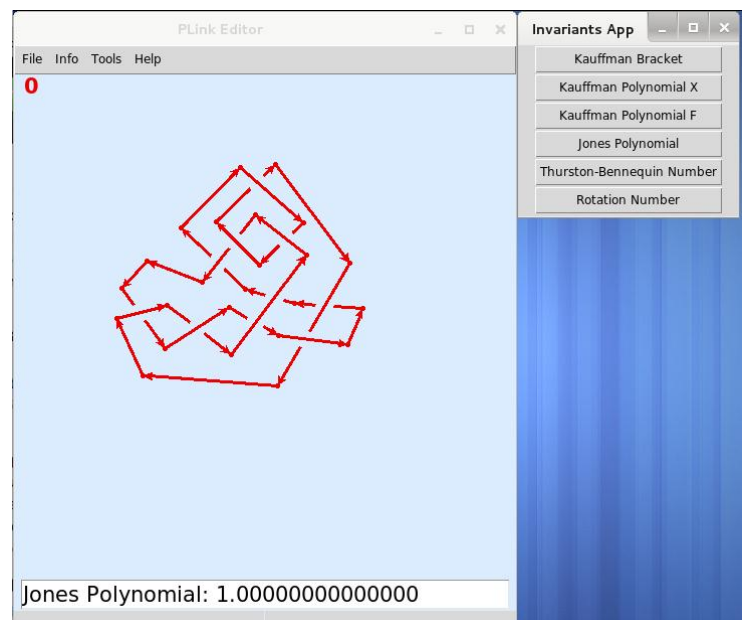 PLink Editor
Invariants App
File Info Tools Help
0
Kauffman Bracket
Kauffman Polynomial X
Kauffman Polynomial F
Jones Polynomial
Thurston-Bennequin Number
Rotation Number
Jones Polynomial: 1.00000000000000